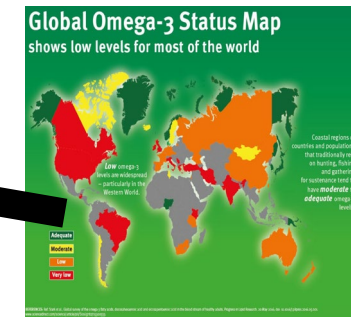 Global Omega-3 Status Map
shows low levels for most of the world
Low omega-3
levels are widespread
– particularly in the
Western World.
Coastal regions
countries and population
that traditionally re
on hunting, fishin
and gatherin
for sustenance tend
have moderate
adequate omega-
level
Adequate
Moderate
Low
Very low